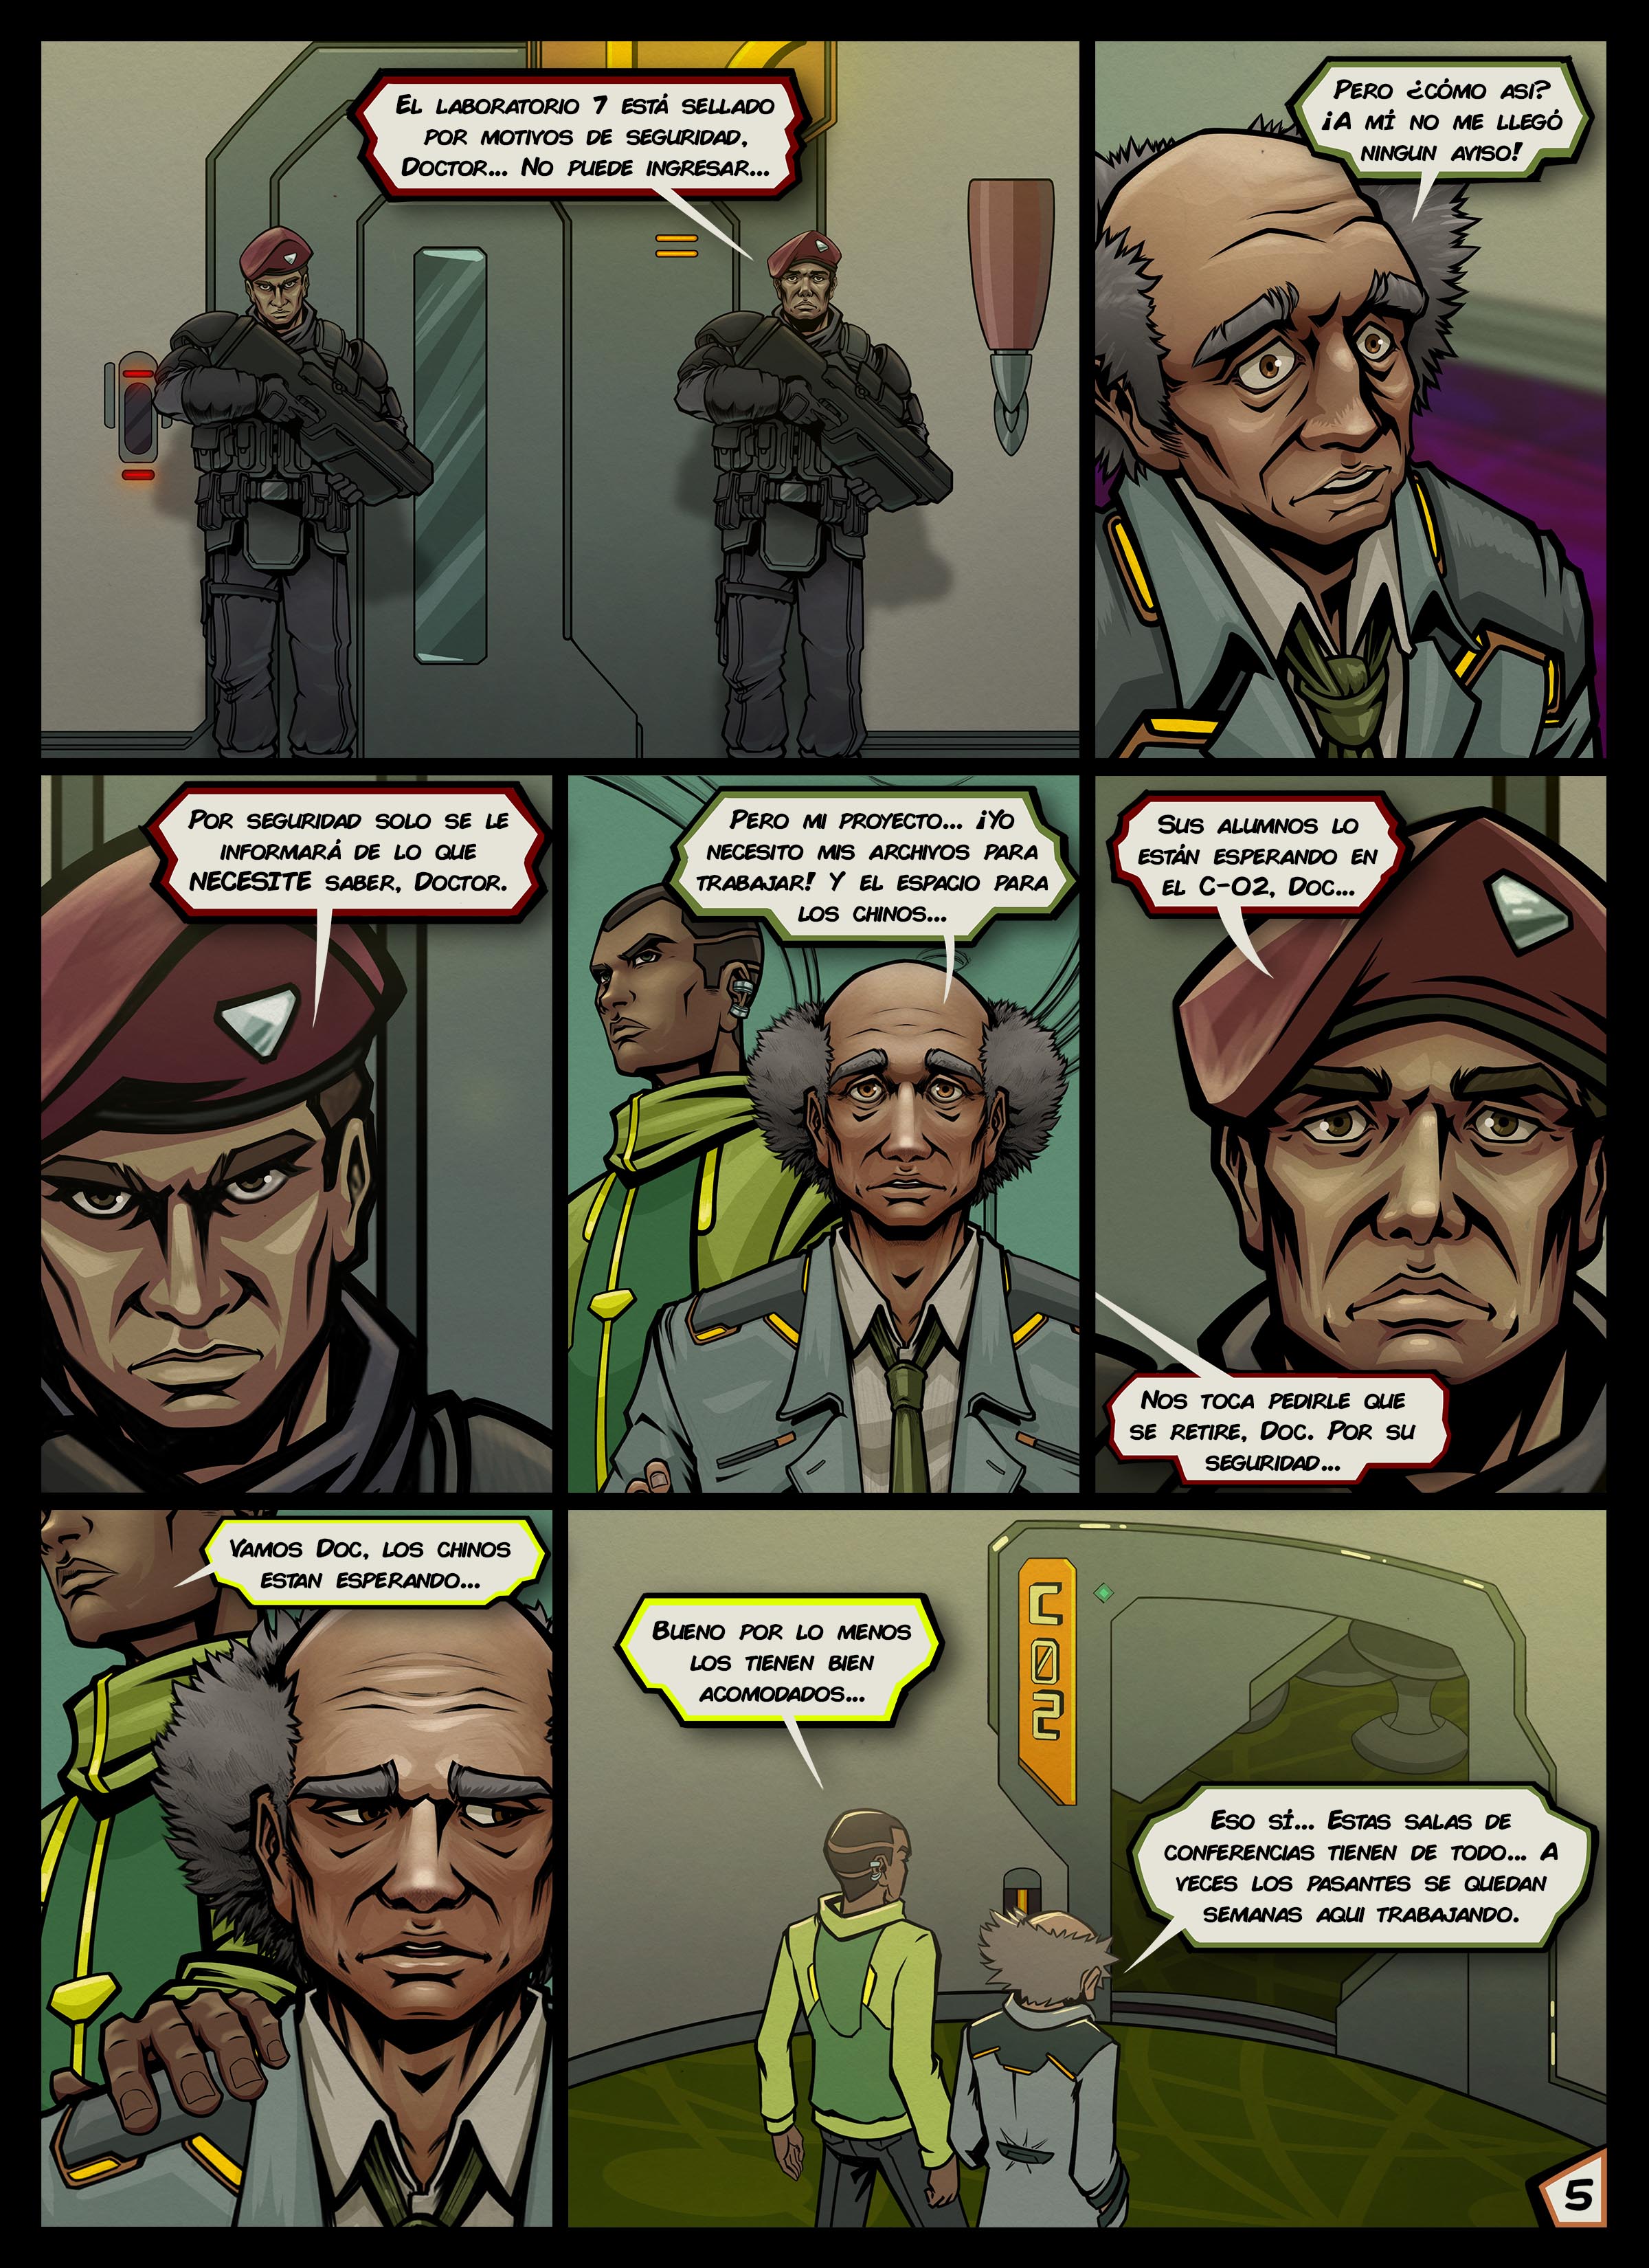 EL LABORATORIO 7 ESTÁ SELLADO
POR MOTIVOS DE SEGURIDAD,
DOCTOR... NO PUEDE INGRESAR...
PERO ¿CÓMO ASI?
¡A MÍ NO ME LLEGÓ
NINGUN AVISO!
POR SEGURIDAD SOLO SE LE
INFORMARÁ DE LO QUE
NECESITE SABER, DOCTOR.
PERO MI PROYECTO... ¡YO
NECESITO MIS ARCHIVOS PARA
TRABAJAR! Y EL ESPACIO PARA
LOS CHINOS...
SUS ALUMNOS LO
ESTÁN ESPERANDO EN
EL C-02, DOC...
NOS TOCA PEDIRLE QUE
SE RETIRE, DOC. POR SU
SEGURIDAD...
VAMOS DOC, LOS CHINOS
ESTAN ESPERANDO...
BUENO POR LO MENOS
LOS TIENEN BIEN
ACOMODADOS...
C02
ESO SÍ... ESTAS SALAS DE
CONFERENCIAS TIENEN DE TODO... A
VECES LOS PASANTES SE QUEDAN
SEMANAS AQUI TRABAJANDO.
5